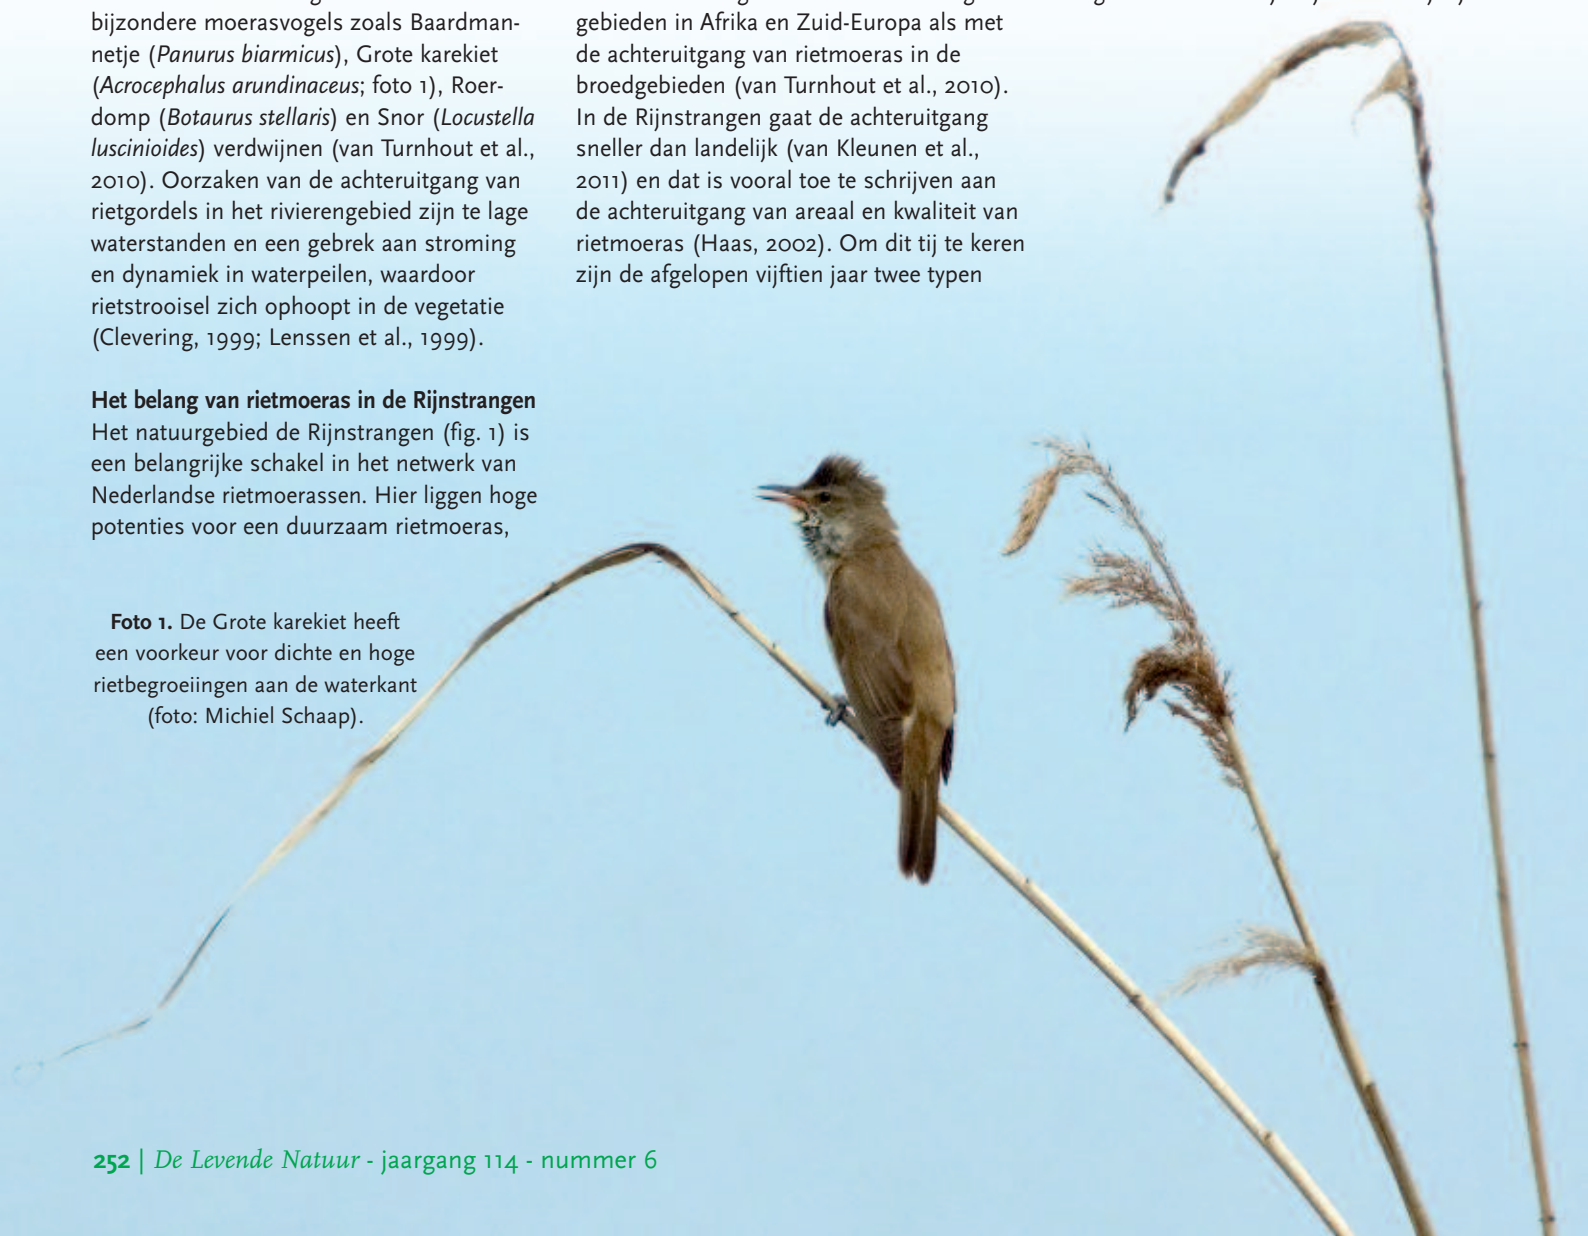 bijzondere moerasvogels zoals Baardman-
netje (Panurus biarmicus), Grote karekiet
(Acrocephalus arundinaceus; foto 1), Roer-
domp (Botaurus stellaris) en Snor (Locustella
luscinioides) verdwijnen (van Turnhout et al.,
2010). Oorzaken van de achteruitgang van
rietgordels in het rivierengebied zijn te lage
waterstanden en een gebrek aan stroming
en dynamiek in waterpeilen, waardoor
rietstrooisel zich ophoopt in de vegetatie
(Clevering, 1999; Lenssen et al., 1999).
Het belang van rietmoeras in de Rijnstrangen
Het natuurgebied de Rijnstrangen (fig. 1) is
een belangrijke schakel in het netwerk van
Nederlandse rietmoerassen. Hier liggen hoge
potenties voor een duurzaam rietmoeras,
gebieden in Afrika en Zuid-Europa als met
de achteruitgang van rietmoeras in de
broedgebieden (van Turnhout et al., 2010).
In de Rijnstrangen gaat de achteruitgang
sneller dan landelijk (van Kleunen et al.,
2011) en dat is vooral toe te schrijven aan
de achteruitgang van areaal en kwaliteit van
rietmoeras (Haas, 2002). Om dit tij te keren
zijn de afgelopen vijftien jaar twee typen
Foto 1. De Grote karekiet heeft
een voorkeur voor dichte en hoge
rietbegroeiingen aan de waterkant
(foto: Michiel Schaap).
252 | De Levende Natuur - jaargang 114 - nummer 6